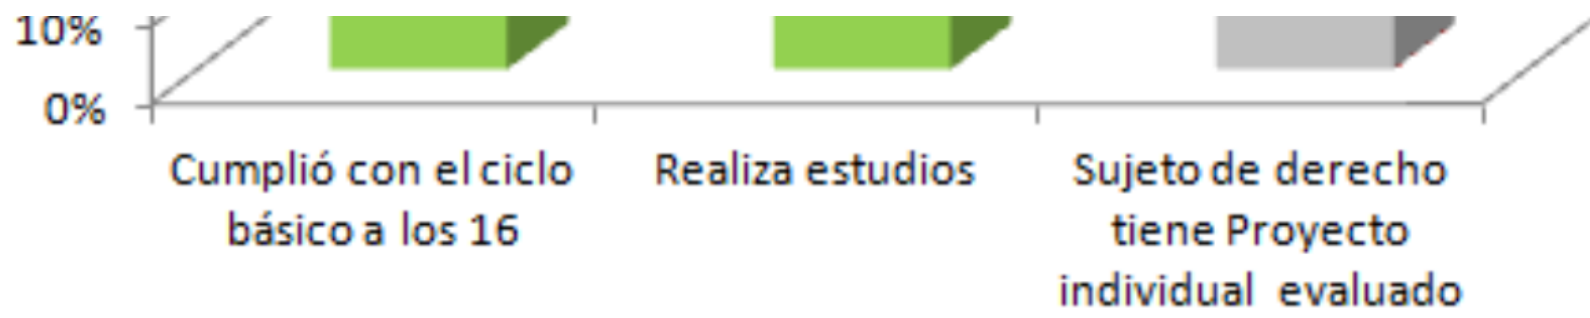 10%
0%
Cumplió con el ciclo
básico a los 16
Realiza estudios
Sujeto de derecho
tiene Proyecto
individual evaluado